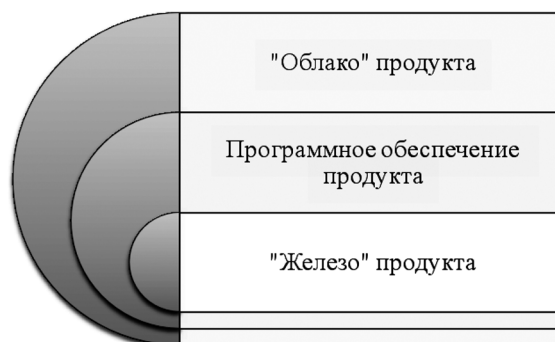 "Облако" продукта
Программное обеспечение
продукта
"Железо" продукта